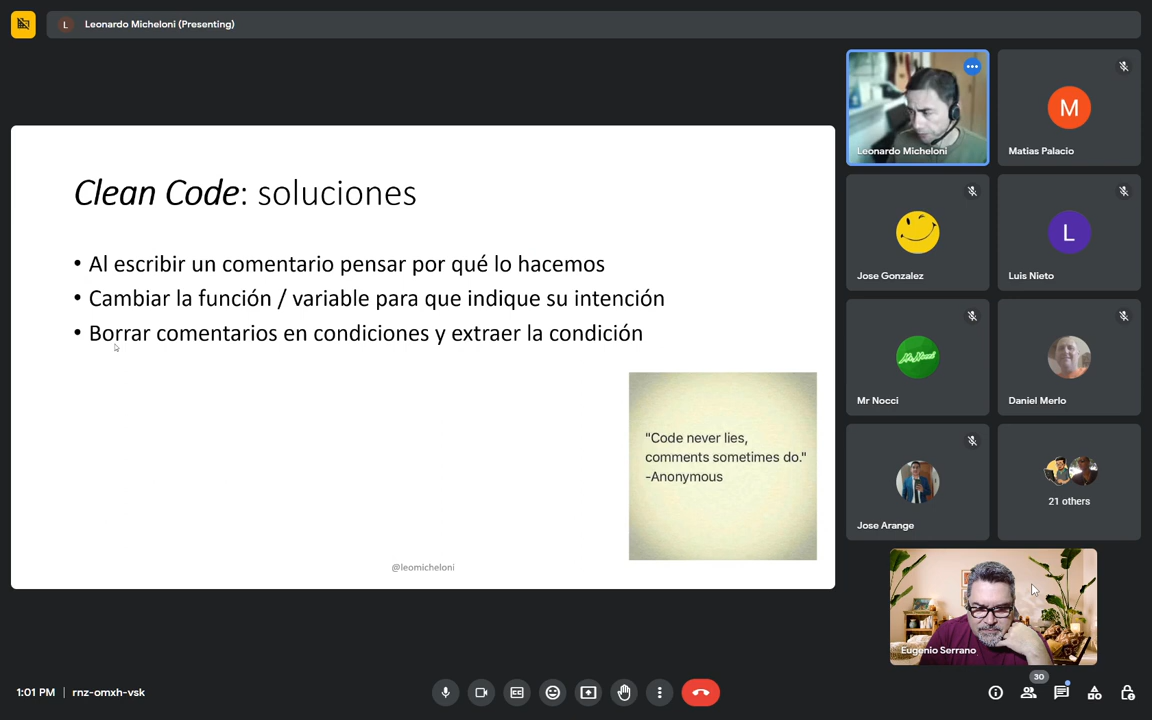 L
Leonardo Micheloni (Presenting)
Clean Code: soluciones
• Al escribir un comentario pensar por qué lo hacemos
• Cambiar la función / variable para que indique su intención
• Borrar comentarios en condiciones y extraer la condición
"Code never lies,
comments sometimes do."
-Anonymous
@leomicheloni
Leonardo Micheloni
M
Matias Palacio
Jose Gonzalez
L
Luis Nieto
Mr Nocci
Mr Nocci
Daniel Merlo
Jose Arange
21 others
Eugenio Serrano
1:01 PM | rnz-omxh-vsk
30